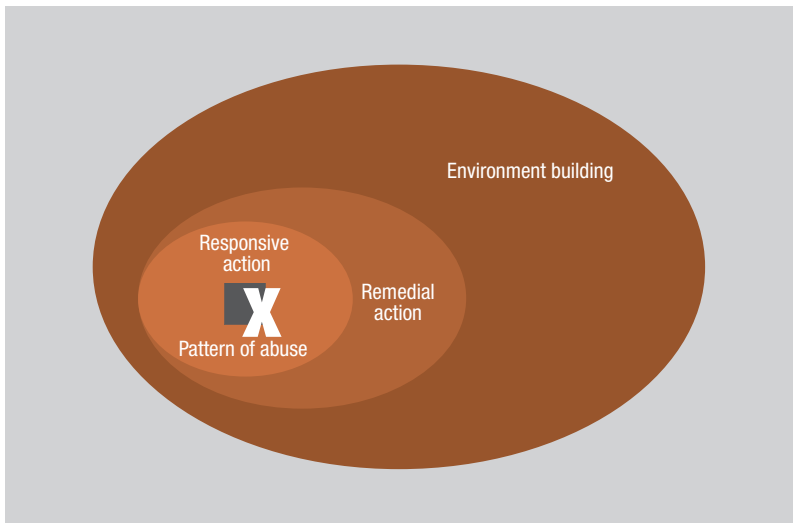 Environment building
Responsive
action
Remedial
action
X
Pattern of abuse